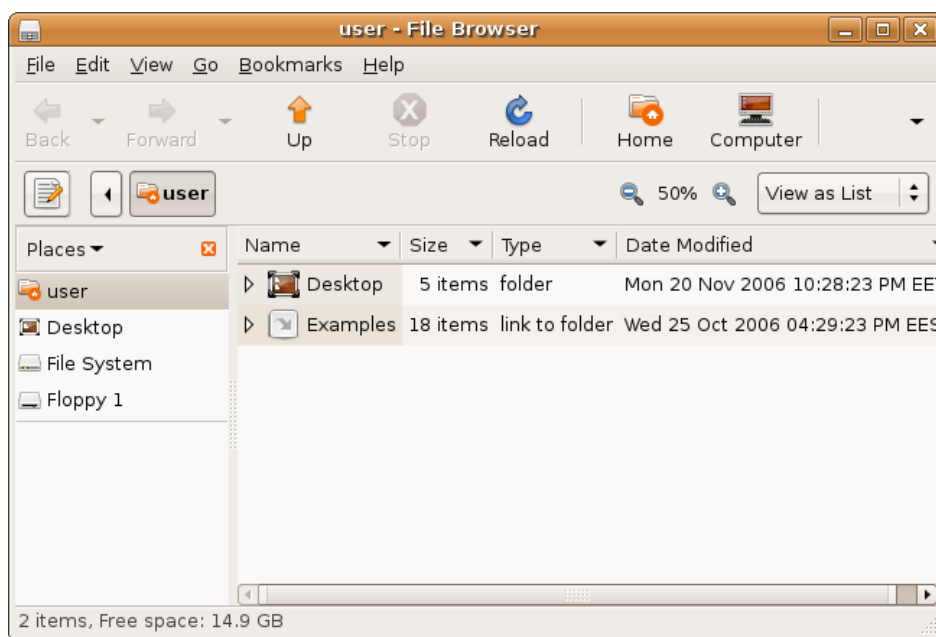 user - File Browser
File Edit View Go Bookmarks Help
Back Forward Up Stop Reload Home Computer
user 50% View as List
Places Name Size Type Date Modified
user
Desktop
File System
Floppy 1
Desktop 5 items folder Mon 20 Nov 2006 10:28:23 PM EE
Examples 18 items link to folder Wed 25 Oct 2006 04:29:23 PM EES
2 items, Free space: 14.9 GB